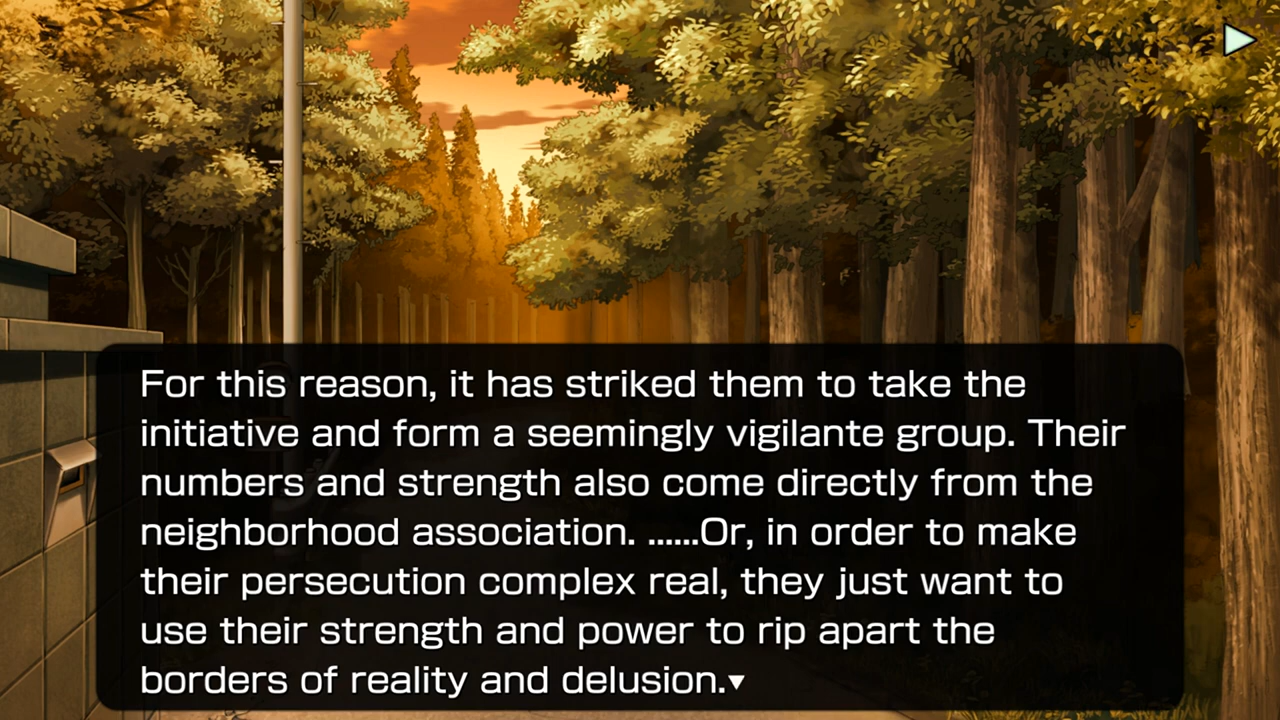 For this reason, it has striked them to take the
initiative and form a seemingly vigilante group. Their
numbers and strength also come directly from the
neighborhood association. ......Or, in order to make
their persecution complex real, they just want to
use their strength and power to rip apart the
borders of reality and delusion.▼